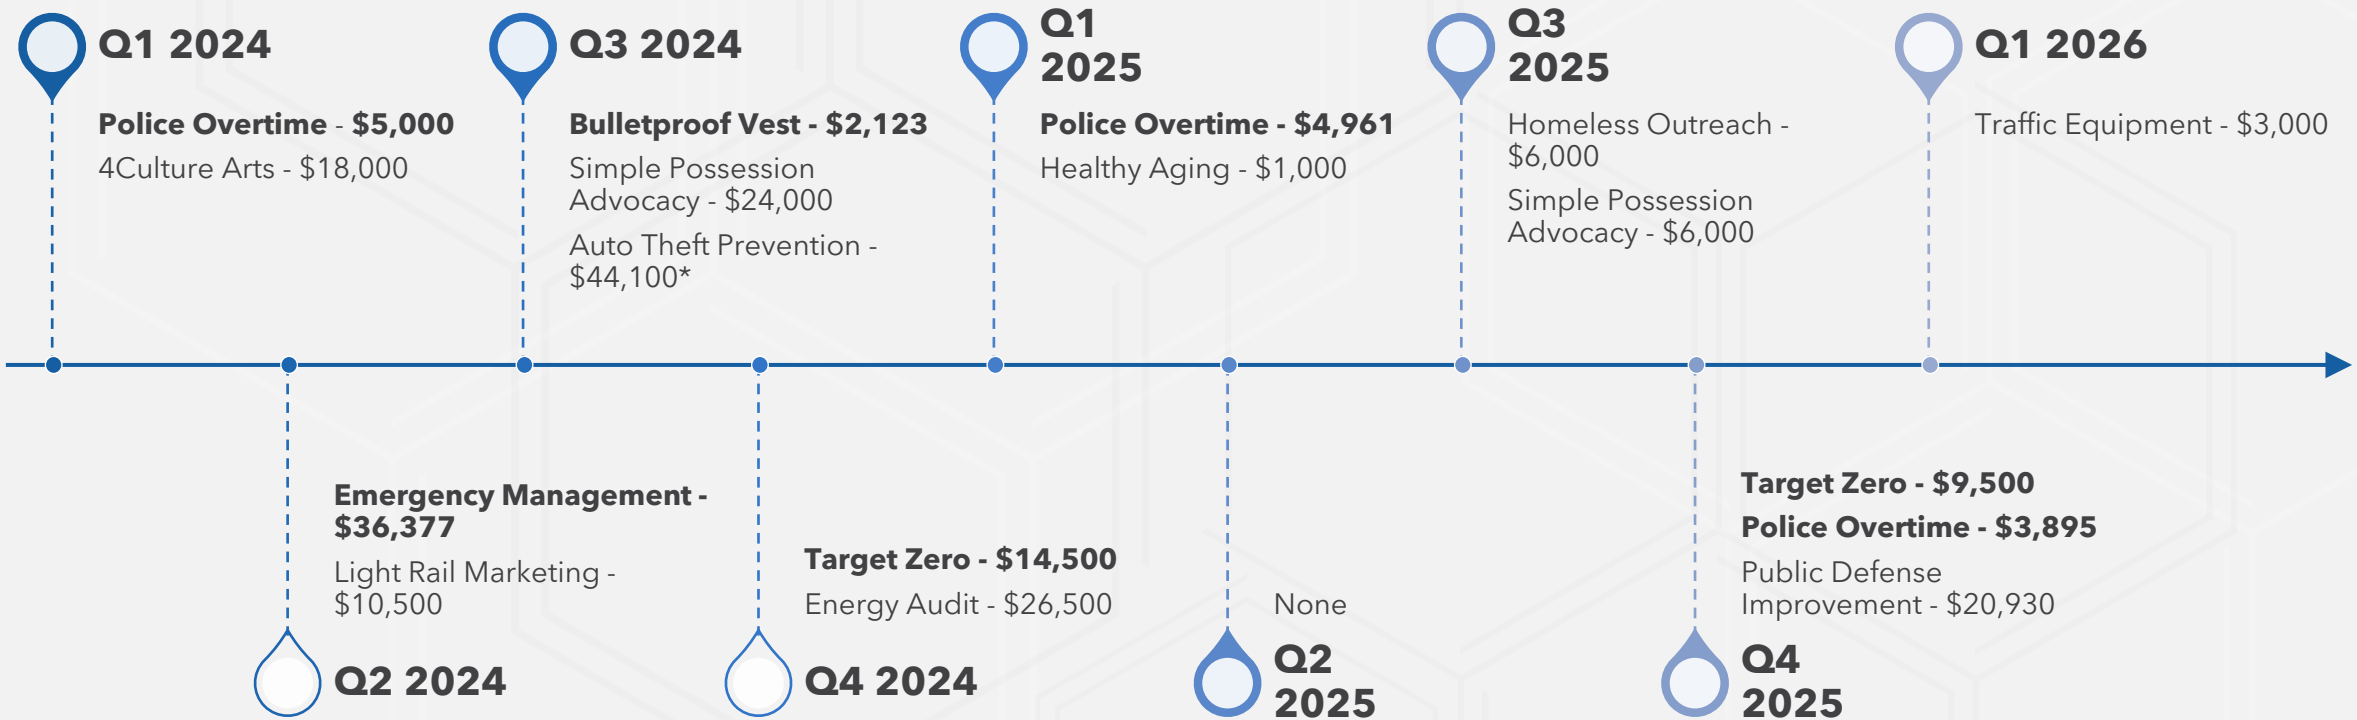 Q1 2024
Police Overtime - $5,000
4Culture Arts - $18,000
Q3 2024
Bulletproof Vest - $2,123
Simple Possession
Advocacy - $24,000
Auto Theft Prevention -
$44,100*
Q1
2025
Police Overtime - $4,961
Healthy Aging - $1,000
Q3
2025
Homeless Outreach -
$6,000
Simple Possession
Advocacy - $6,000
Q1 2026
Traffic Equipment - $3,000
Emergency Management -
$36,377
Light Rail Marketing -
$10,500
Q2 2024
Target Zero - $14,500
Energy Audit - $26,500
Q4 2024
None
Q2
2025
Target Zero - $9,500
Police Overtime - $3,895
Public Defense
Improvement - $20,930
Q4
2025